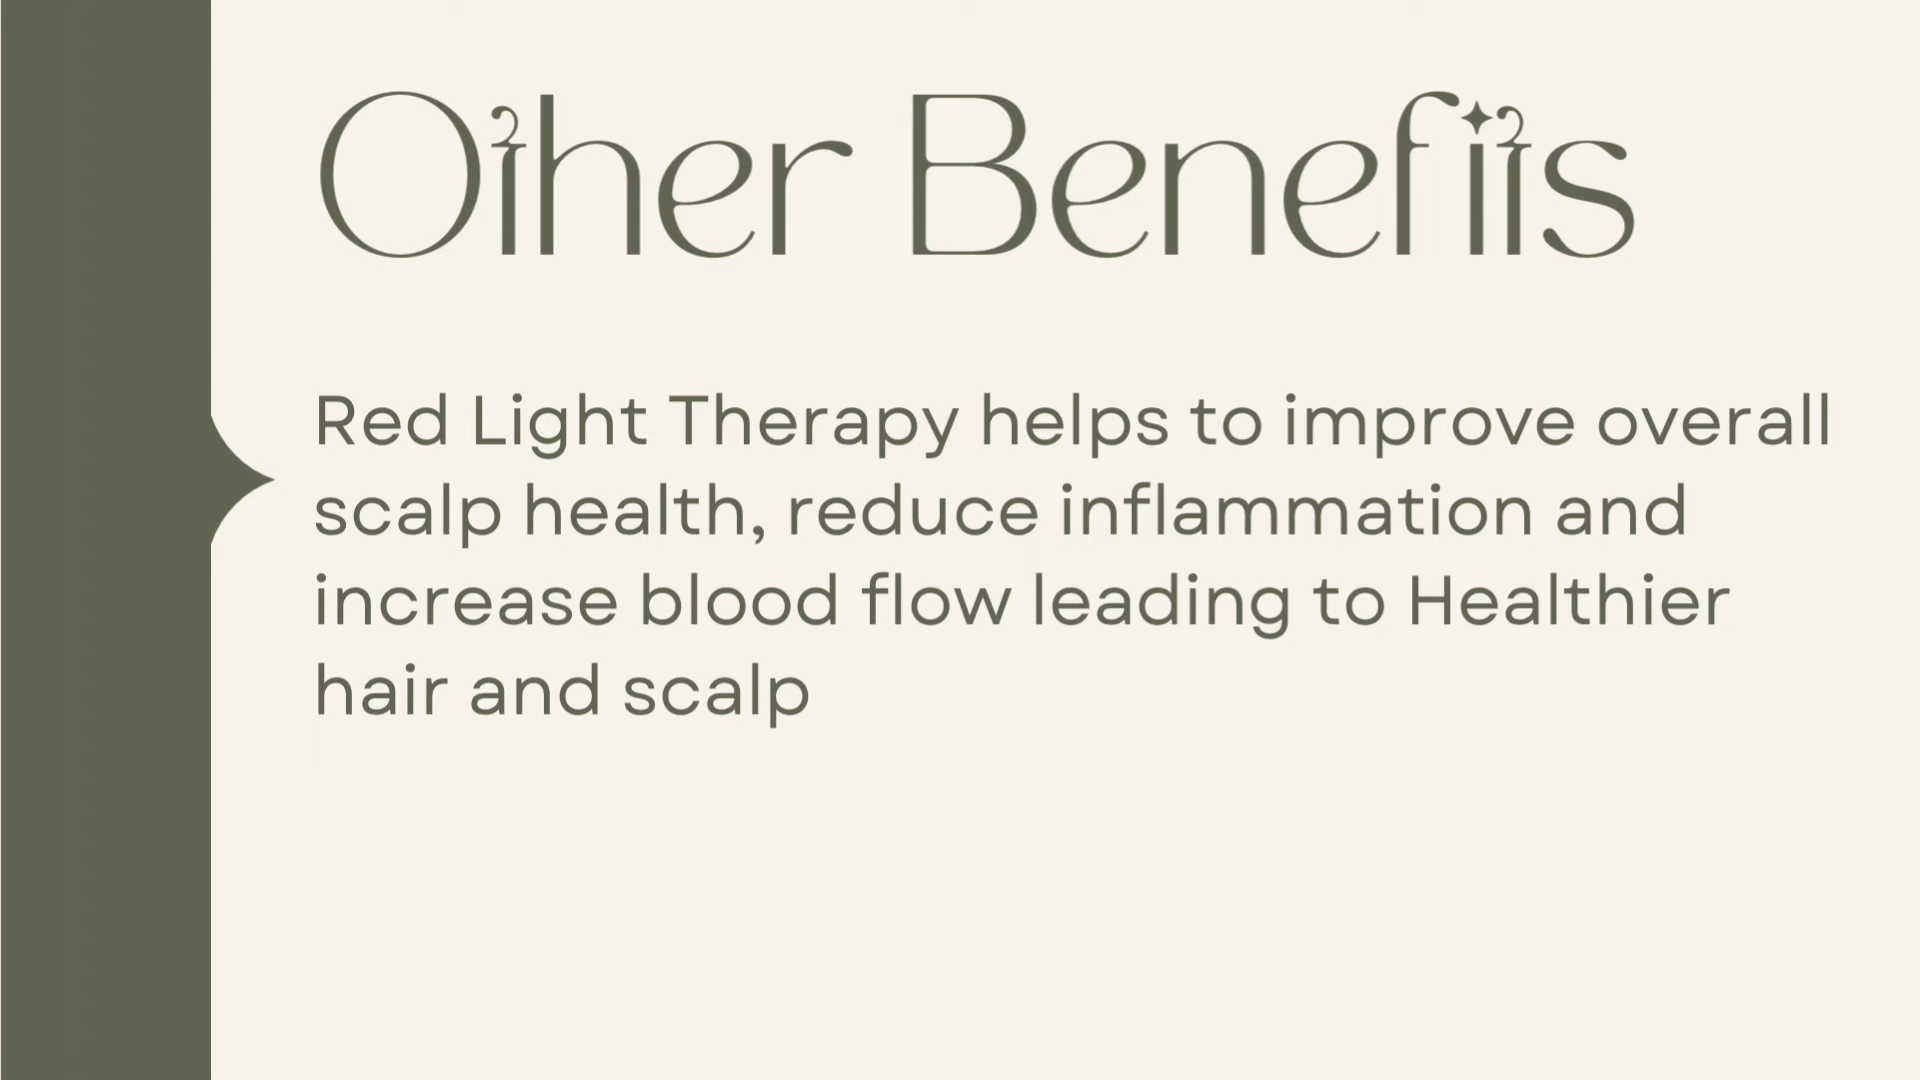 Other Benefits
Red Light Therapy helps to improve overall
scalp health, reduce inflammation and
increase blood flow leading to Healthier
hair and scalp